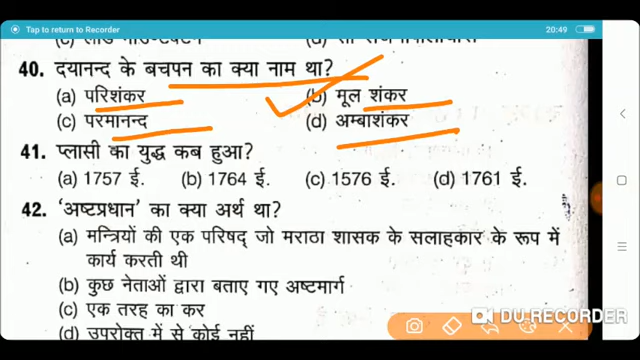 Tap to return to REMOTE
20:49
40. दयानन्द के बचपन का क्या नाम था?
(a) परिशंकर (b) मूल शंकर
(c) परमानन्द (d) अम्बाशंकर
41. प्लासी का युद्ध कब हुआ?
(a) 1757 ई. (b) 1764 ई. (c) 1576 ई. (d) 1761 ई.
42. ‘अष्टप्रधान’ का क्या अर्थ था?
(a) मन्त्रियों की एक परिषद् जो मराठा शासक के सलाहकार के रूप में
कार्य करती थी
(b) कुछ नेताओं द्वारा बताए गए अष्टमार्ग
(c) एक तरह का कर
(d) उपरोक्त में से कोई नहीं
DU RECORDER